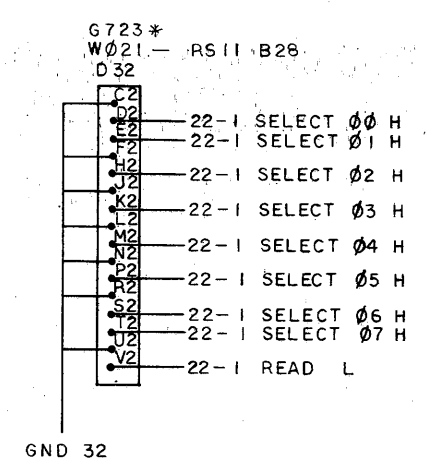 G723*
WØ21 — RS11 B28
D32
C2
D2
E2
F2
H2
J2
K2
L2
M2
N2
P2
R2
S2
T2
U2
V2
22-1 SELECT ØØ H
22-1 SELECT Ø1 H
22-1 SELECT Ø2 H
22-1 SELECT Ø3 H
22-1 SELECT Ø4 H
22-1 SELECT Ø5 H
22-1 SELECT Ø6 H
22-1 SELECT Ø7 H
22-1 READ L
GND 32